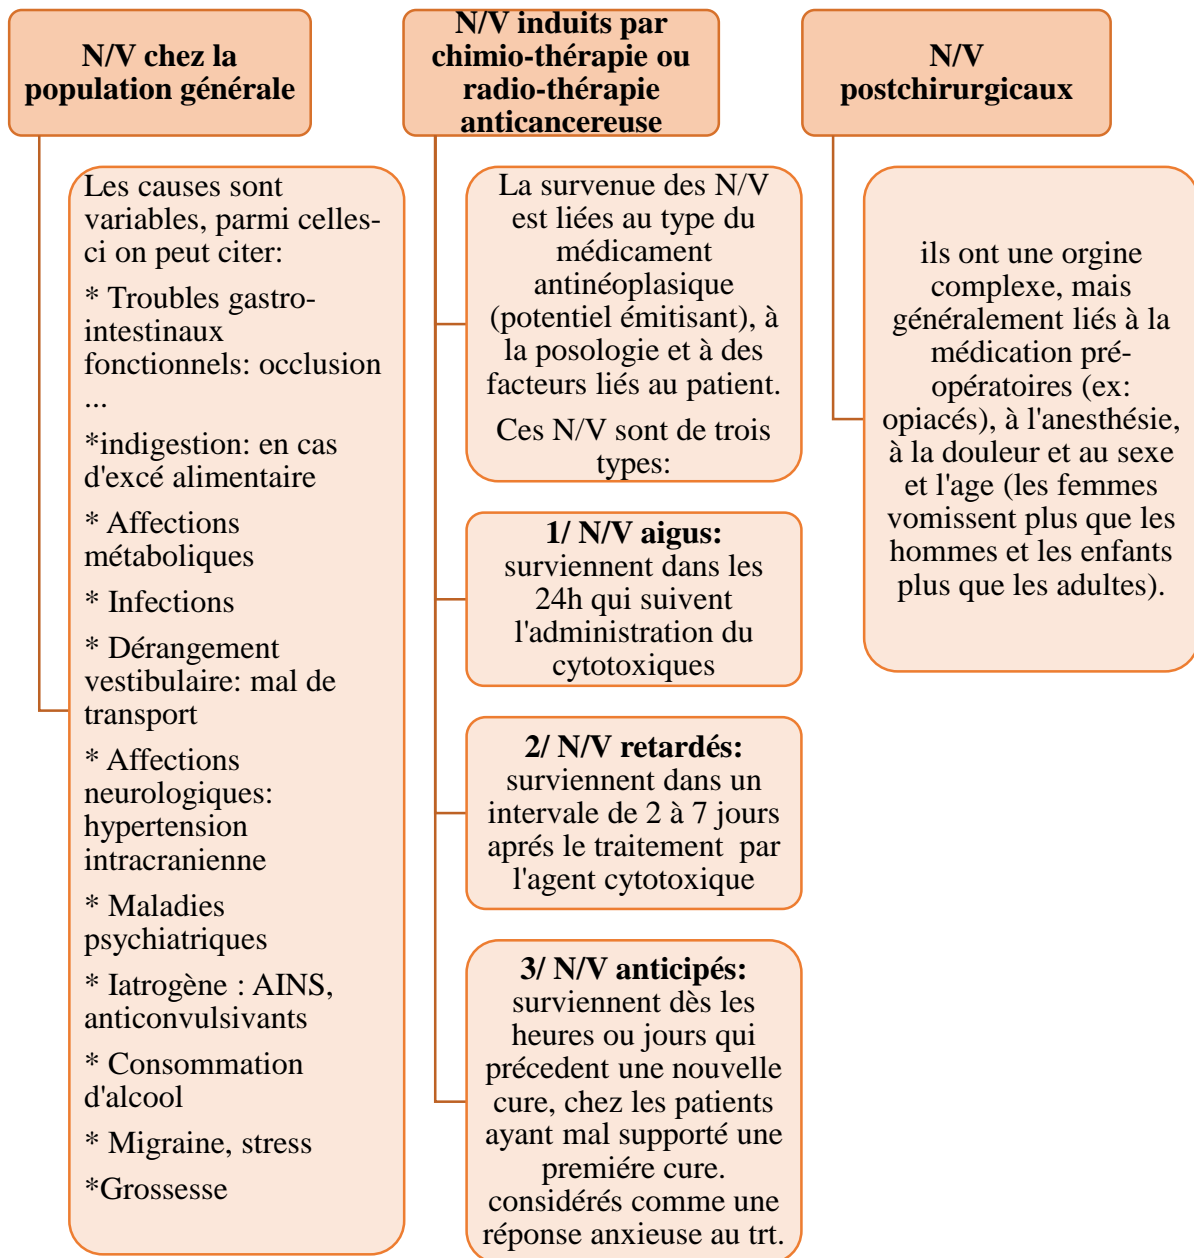 N/V chez la
population générale
Les causes sont
variables, parmi celles-
ci on peut citer:
* Troubles gastro-
intestinaux
fonctionnels: occlusion
...
*indigestion: en cas
d'excé alimentaire
* Affections
métaboliques
* Infections
* Dérangement
vestibulaire: mal de
transport
* Affections
neurologiques:
hypertension
intracranienne
* Maladies
psychiatriques
* Iatrogène : AINS,
anticonvulsivants
* Consommation
d'alcool
* Migraine, stress
*Grossesse
N/V induits par
chimio-thérapie ou
radio-thérapie
anticancereuse
La survenue des N/V
est liées au type du
médicament
antinéoplasique
(potentiel émitisant), à
la posologie et à des
facteurs liés au patient.
Ces N/V sont de trois
types:
1/ N/V aigus:
surviennent dans les
24h qui suivent
l'administration du
cytotoxiques
2/ N/V retardés:
surviennent dans un
intervale de 2 à 7 jours
aprés le traitement par
l'agent cytotoxique
3/ N/V anticipés:
surviennent dès les
heures ou jours qui
précedent une nouvelle
cure, chez les patients
ayant mal supporté une
premiére cure.
considérés comme une
réponse anxieuse au trt.
N/V
postchirurgicaux
ils ont une orgine
complexe, mais
généralement liés à la
médication pré-
opératoires (ex:
opiacés), à l'anesthésie,
à la douleur et au sexe
et l'age (les femmes
vomissent plus que les
hommes et les enfants
plus que les adultes).